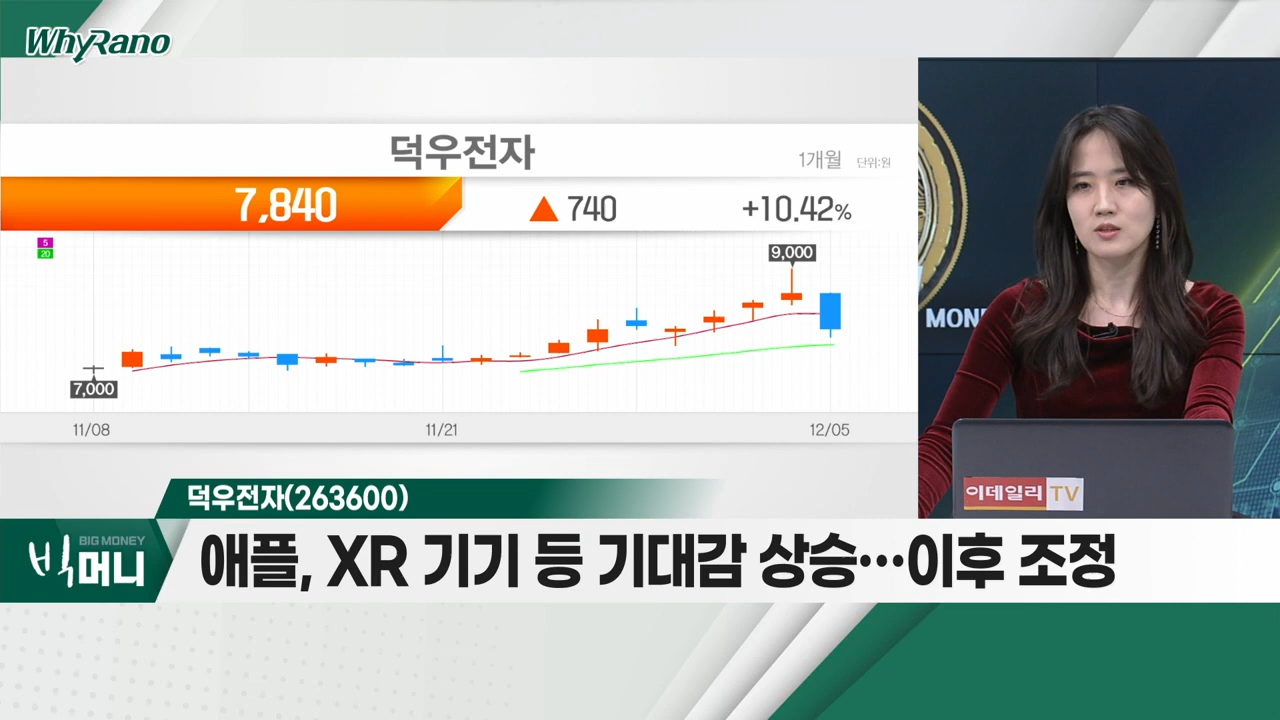 WhyRano
덕우전자
1개월 단위:원
7,840 ▲ 740 +10.42%
5
20
9,000
7,000
11/08 11/21 12/05
MONE
이데일리TV
덕우전자(263600)
BIG MONEY
빅머니
애플, XR 기기 등 기대감 상승…이후 조정